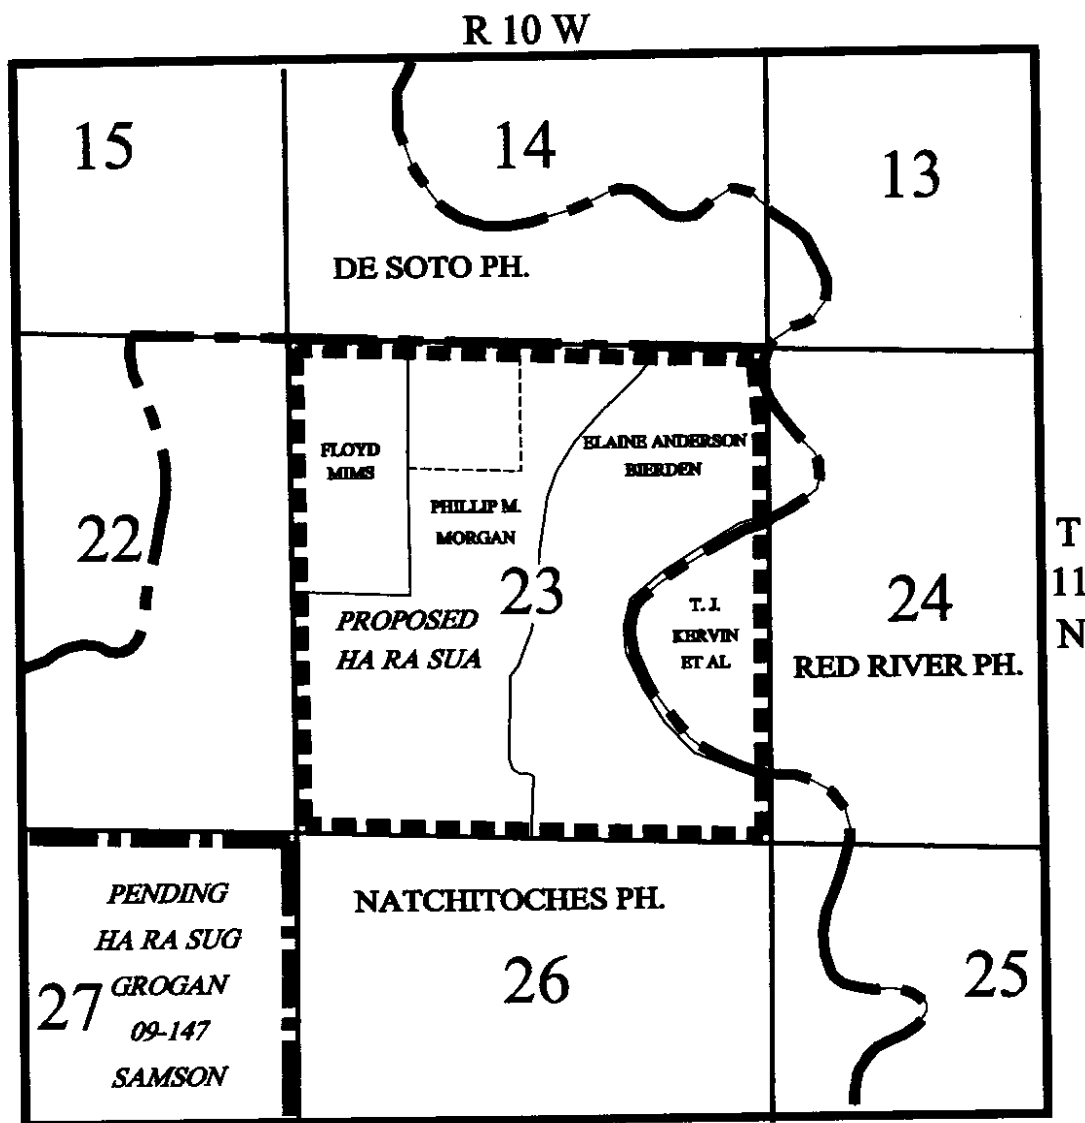 R 10 W
15
14
13
DE SOTO PH.
FLOYD
MIMS
ELAINE ANDERSON
BIERDEN
PHILLIP M.
MORGAN
22
23
24
T
11
N
T. J.
KERVIN
ET AL
PROPOSED
HA RA SUA
RED RIVER PH.
PENDING
HA RA SUG
GROGAN
09-147
SAMSON
27
NATCHITOCHES PH.
26
25